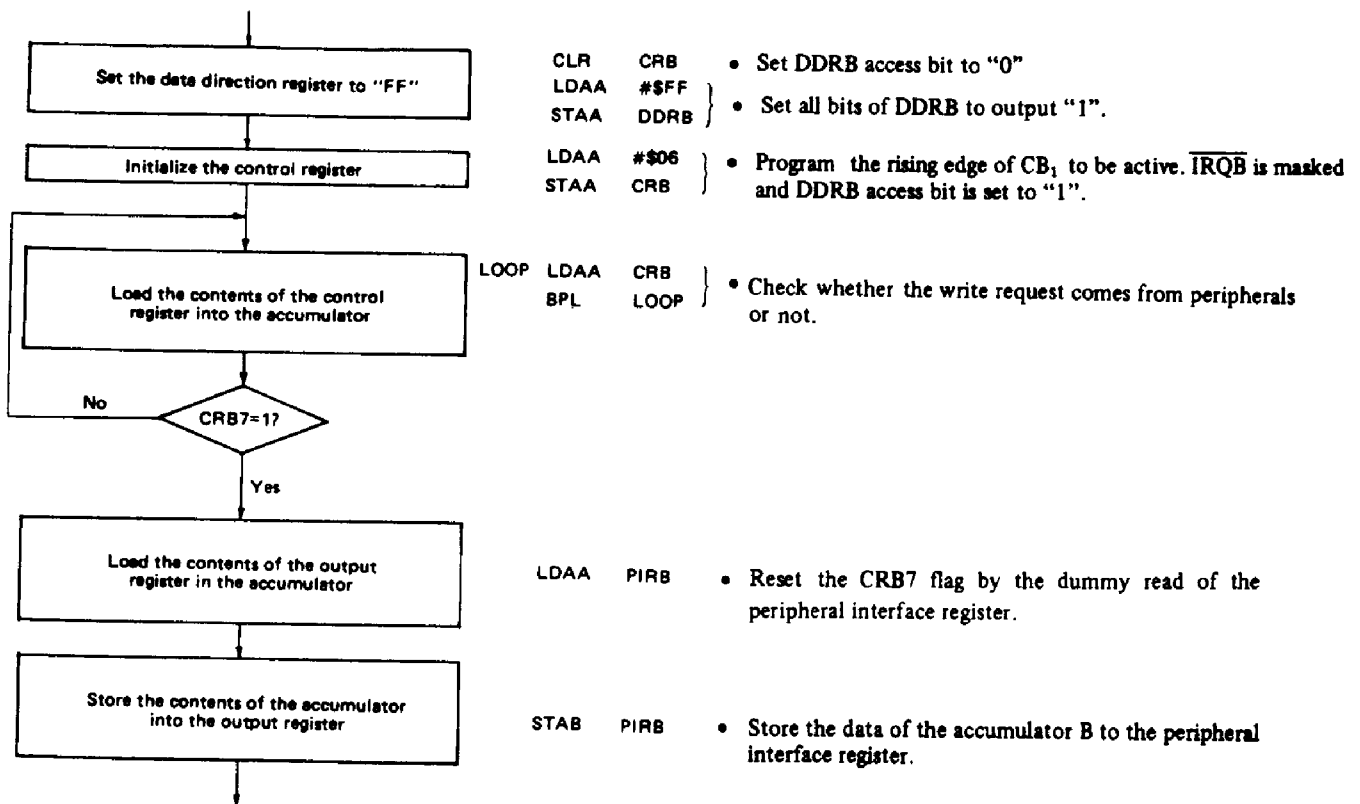 Set the data direction register to "FF"
CLR CRB • Set DDRB access bit to "0"
LDAA #$FF
STAA DDRB • Set all bits of DDRB to output "1".
Initialize the control register
LDAA #$06 • Program the rising edge of CB₁ to be active. I̅R̅Q̅B̅ is masked
STAA CRB and DDRB access bit is set to "1".
Load the contents of the control
register into the accumulator
LOOP LDAA CRB
BPL LOOP
• Check whether the write request comes from peripherals
or not.
No
CRB7=1?
Yes
Load the contents of the output
register in the accumulator
LDAA PIRB • Reset the CRB7 flag by the dummy read of the
peripheral interface register.
Store the contents of the accumulator
into the output register
STAB PIRB • Store the data of the accumulator B to the peripheral
interface register.